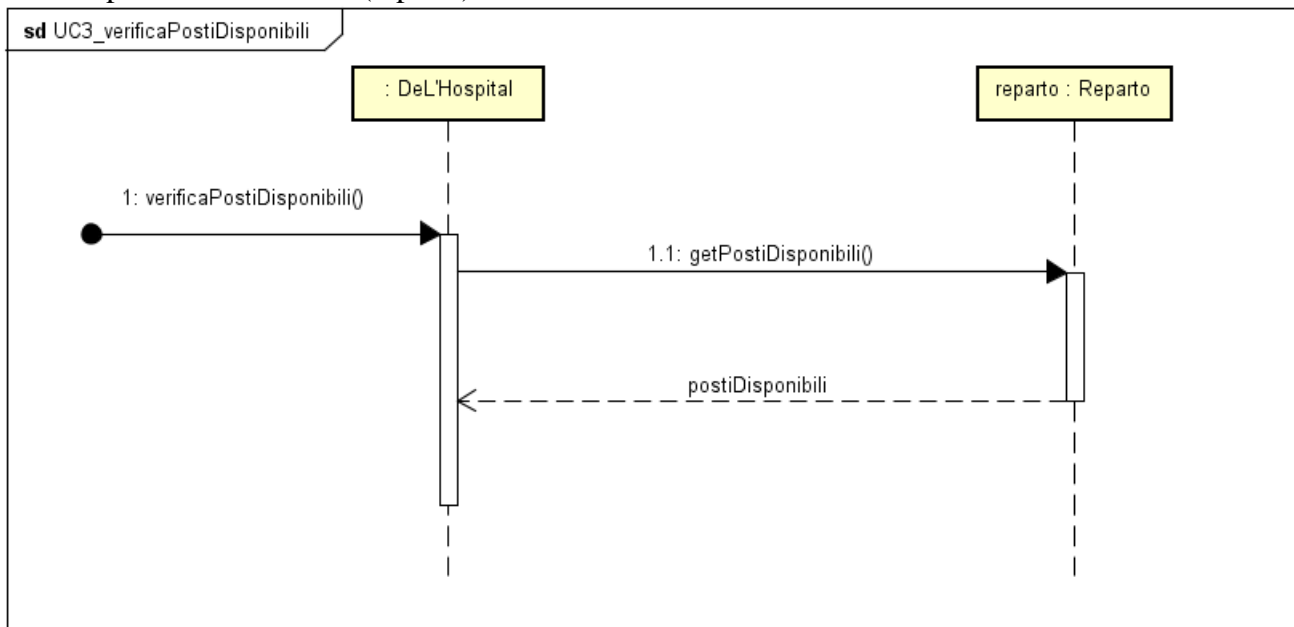 sd UC3_verificaPostiDisponibili
: DeL'Hospital
reparto : Reparto
1: verificaPostiDisponibili()
1.1: getPostiDisponibili()
postiDisponibili